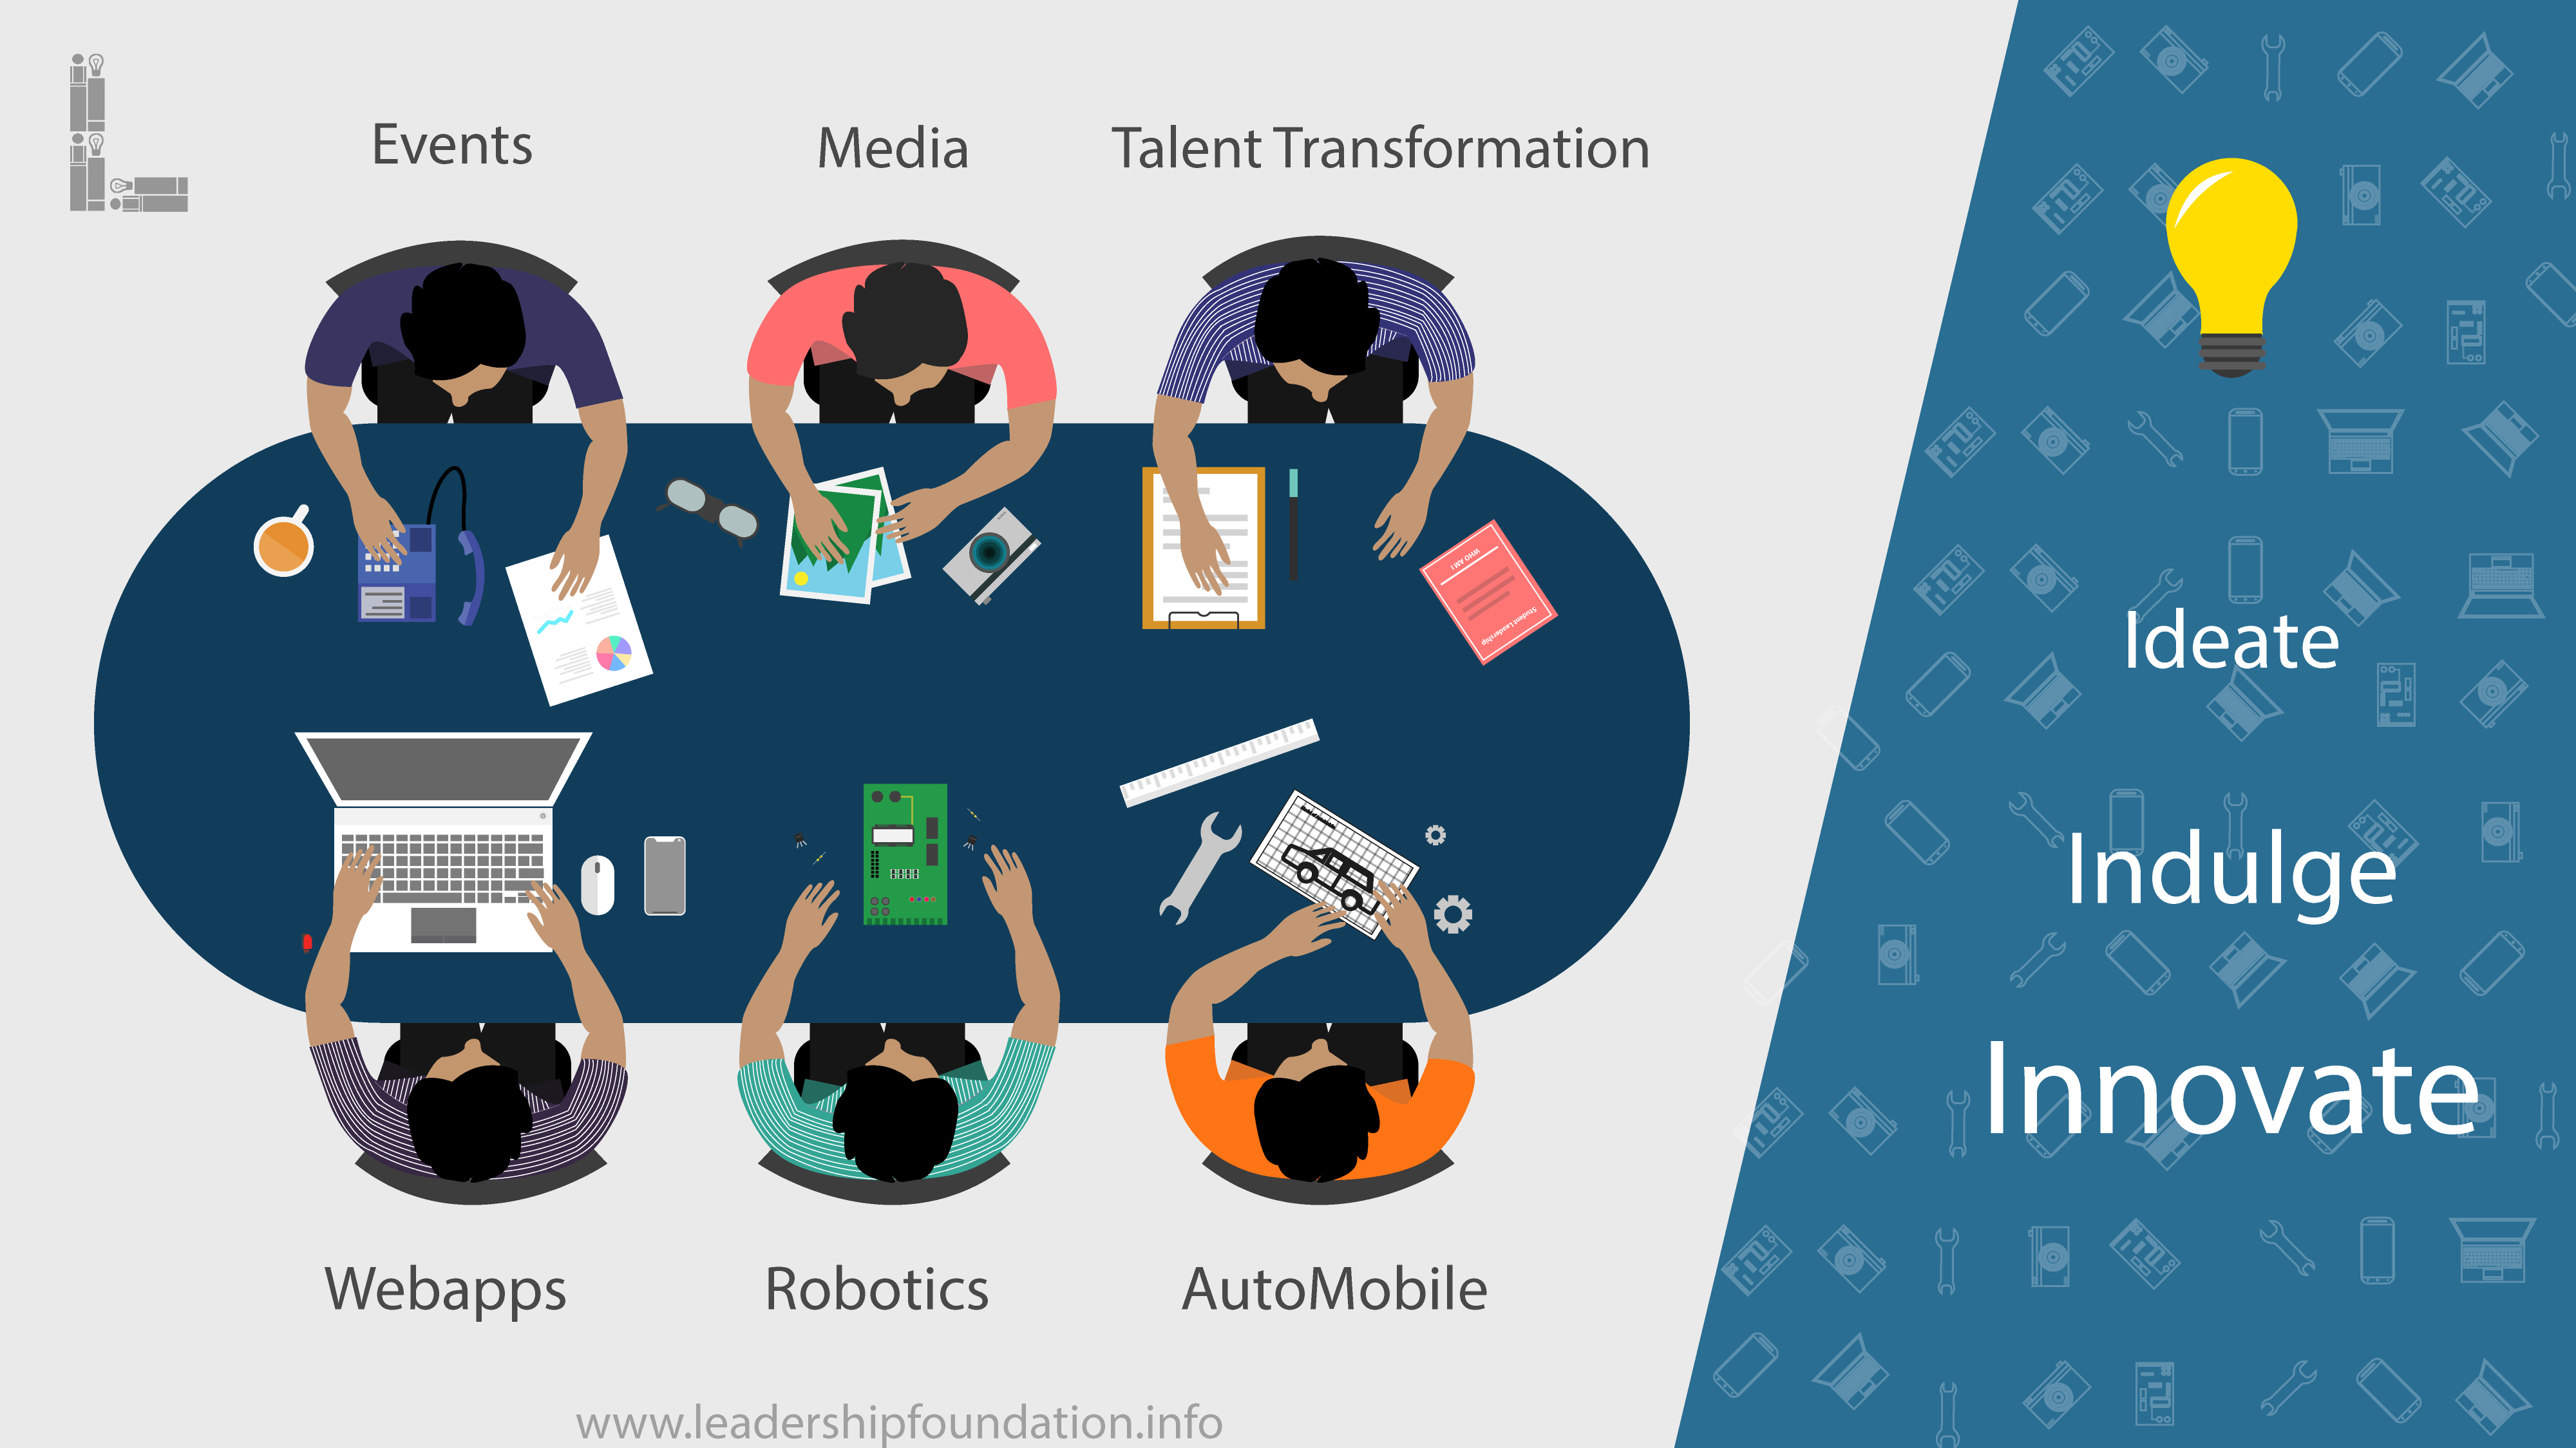 Events
Media
Talent Transformation
WHO AM I
Student Leadership
Webapps
Robotics
AutoMobile
www.leadershipfoundation.info
Ideate
Indulge
Innovate